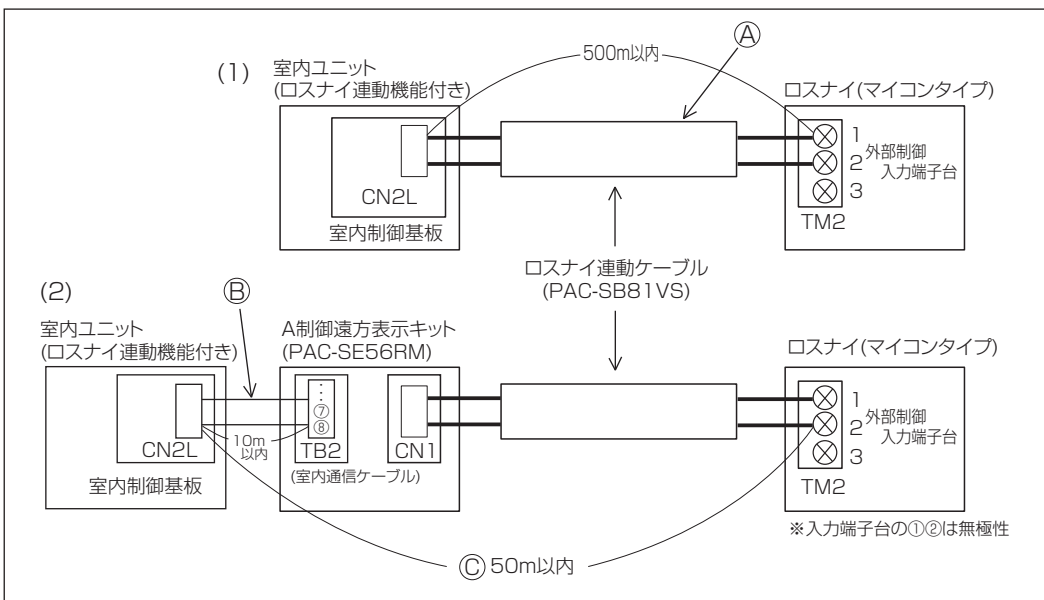 (1)
室内ユニット
(ロスナイ連動機能付き)
CN2L
室内制御基板
500m以内
Ⓐ
ロスナイ(マイコンタイプ)
1
2
3
外部制御
入力端子台
TM2
ロスナイ連動ケーブル
(PAC-SB81VS)
(2)
室内ユニット
(ロスナイ連動機能付き)
Ⓑ
CN2L
室内制御基板
10m
以内
A制御遠方表示キット
(PAC-SE56RM)
⑦
⑧
TB2
CN1
(室内通信ケーブル)
ロスナイ(マイコンタイプ)
1
2
3
外部制御
入力端子台
TM2
※入力端子台の①②は無極性
Ⓒ 50m以内